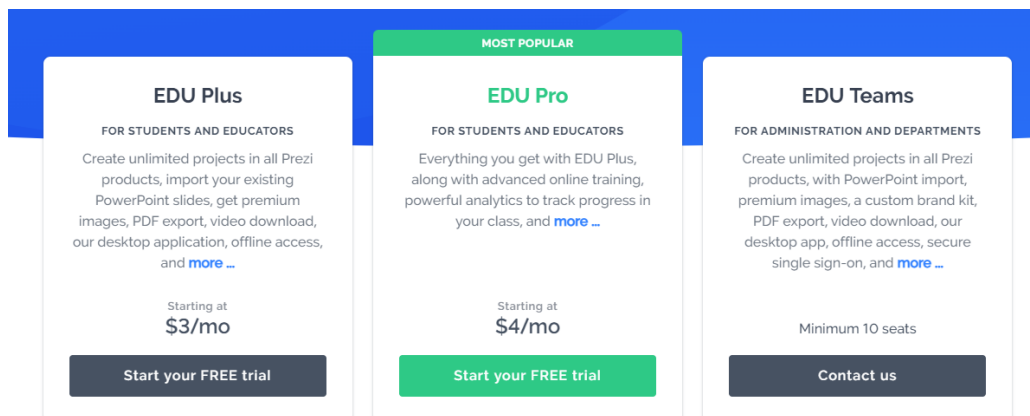 MOST POPULAR
EDU Plus
FOR STUDENTS AND EDUCATORS
Create unlimited projects in all Prezi
products, import your existing
PowerPoint slides, get premium
images, PDF export, video download,
our desktop application, offline access,
and more ...
Starting at
$3/mo
Start your FREE trial
EDU Pro
FOR STUDENTS AND EDUCATORS
Everything you get with EDU Plus,
along with advanced online training,
powerful analytics to track progress in
your class, and more ...
Starting at
$4/mo
Start your FREE trial
EDU Teams
FOR ADMINISTRATION AND DEPARTMENTS
Create unlimited projects in all Prezi
products, with PowerPoint import,
premium images, a custom brand kit,
PDF export, video download, our
desktop app, offline access, secure
single sign-on, and more ...
Minimum 10 seats
Contact us